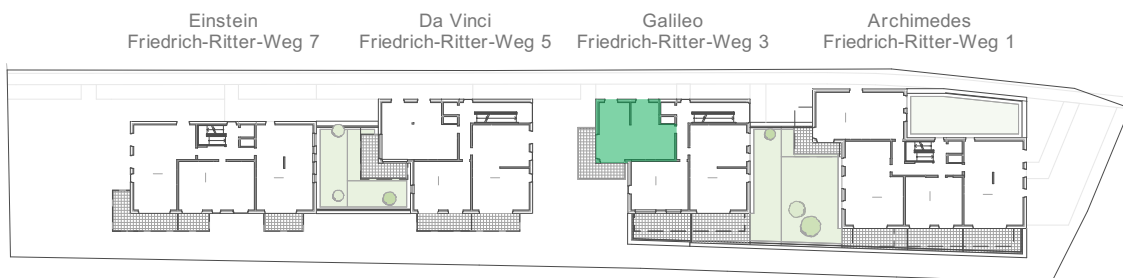 Einstein
Friedrich-Ritter-Weg 7
Da Vinci
Friedrich-Ritter-Weg 5
Galileo
Friedrich-Ritter-Weg 3
Archimedes
Friedrich-Ritter-Weg 1